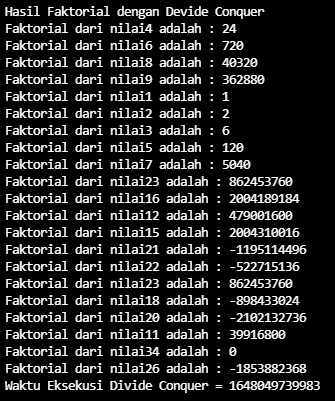 Hasil Faktorial dengan Devide Conquer
Faktorial dari nilai4 adalah : 24
Faktorial dari nilai6 adalah : 720
Faktorial dari nilai8 adalah : 40320
Faktorial dari nilai9 adalah : 362880
Faktorial dari nilai1 adalah : 1
Faktorial dari nilai2 adalah : 2
Faktorial dari nilai3 adalah : 6
Faktorial dari nilai5 adalah : 120
Faktorial dari nilai7 adalah : 5040
Faktorial dari nilai23 adalah : 862453760
Faktorial dari nilai16 adalah : 2004189184
Faktorial dari nilai12 adalah : 479001600
Faktorial dari nilai15 adalah : 2004310016
Faktorial dari nilai21 adalah : -1195114496
Faktorial dari nilai22 adalah : -522715136
Faktorial dari nilai23 adalah : 862453760
Faktorial dari nilai18 adalah : -898433024
Faktorial dari nilai20 adalah : -2102132736
Faktorial dari nilai11 adalah : 39916800
Faktorial dari nilai34 adalah : 0
Faktorial dari nilai26 adalah : -1853882368
Waktu Eksekusi Divide Conquer = 1648049739983